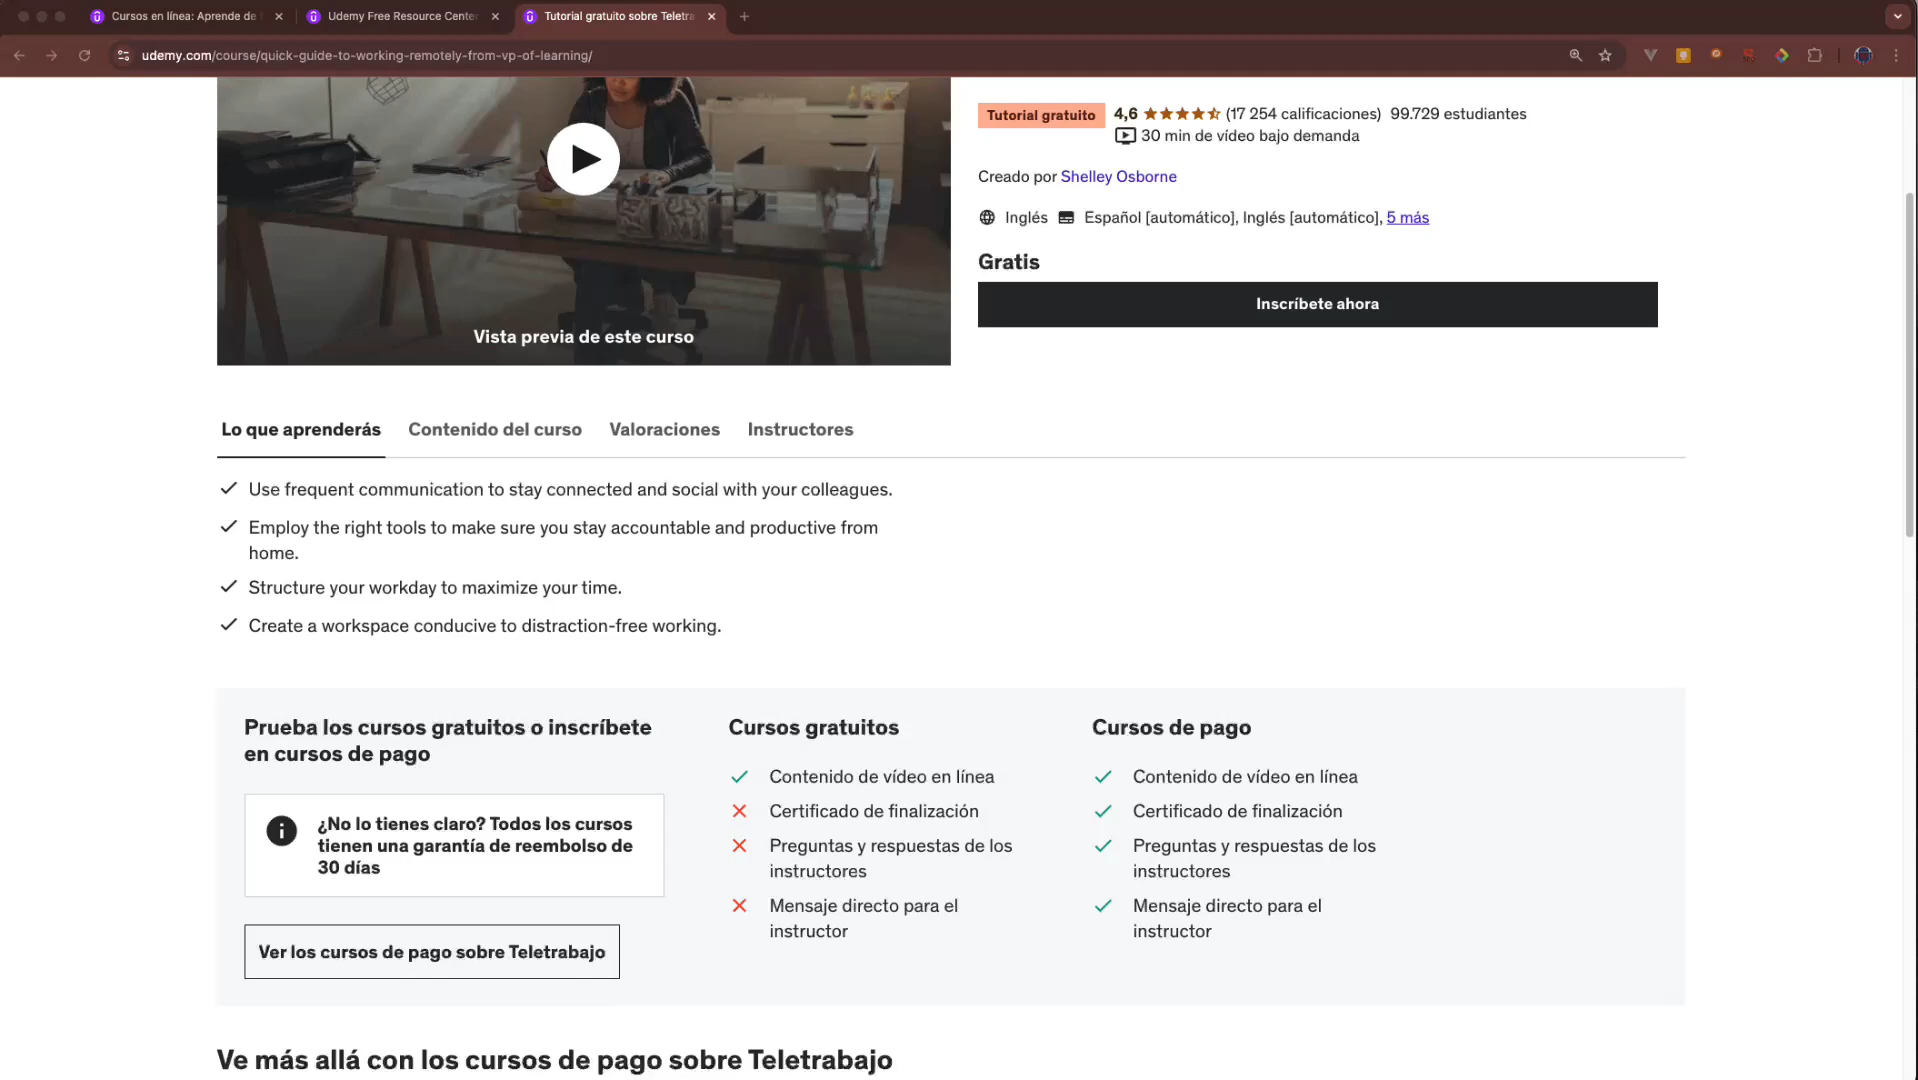 Cursos en línea: Aprende de
Udemy Free Resource Center
Tutorial gratuito sobre Teletra
udemy.com/course/quick-guide-to-working-remotely-from-vp-of-learning/
Vista previa de este curso
Tutorial gratuito 4,6 (17 254 calificaciones) 99.729 estudiantes
30 min de vídeo bajo demanda
Creado por Shelley Osborne
Inglés Español [automático], Inglés [automático], 5 más
Gratis
Inscríbete ahora
Lo que aprenderás Contenido del curso Valoraciones Instructores
Use frequent communication to stay connected and social with your colleagues.
Employ the right tools to make sure you stay accountable and productive from
home.
Structure your workday to maximize your time.
Create a workspace conducive to distraction-free working.
Prueba los cursos gratuitos o inscríbete
en cursos de pago
¿No lo tienes claro? Todos los cursos
tienen una garantía de reembolso de
30 días
Ver los cursos de pago sobre Teletrabajo
Cursos gratuitos
Contenido de vídeo en línea
Certificado de finalización
Preguntas y respuestas de los
instructores
Mensaje directo para el
instructor
Cursos de pago
Contenido de vídeo en línea
Certificado de finalización
Preguntas y respuestas de los
instructores
Mensaje directo para el
instructor
Ve más allá con los cursos de pago sobre Teletrabajo